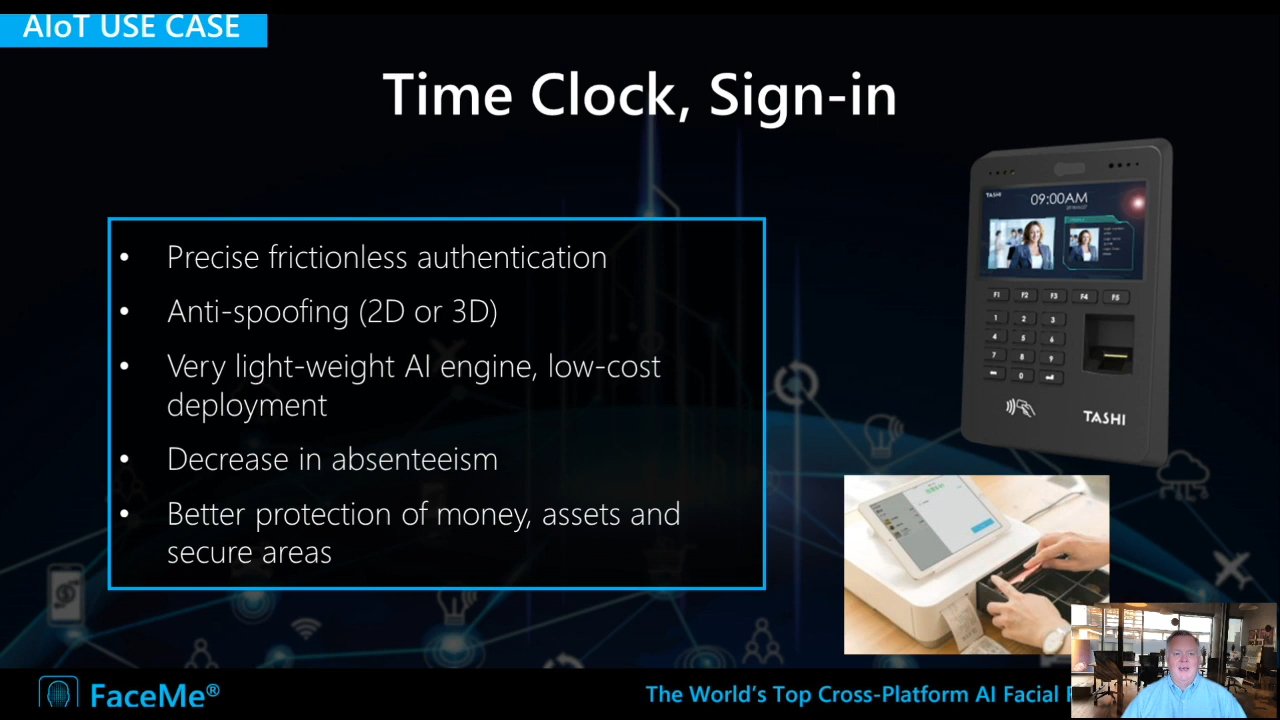 AIoT USE CASE
Time Clock, Sign-in
• Precise frictionless authentication
• Anti-spoofing (2D or 3D)
• Very light-weight AI engine, low-cost
deployment
• Decrease in absenteeism
• Better protection of money, assets and
secure areas
TASHI
09:00AM
F1 F2 F3 F4 F5
1 2 3
4 5 6
7 8 9
0
TASHI
FaceMe®
The World's Top Cross-Platform AI Facial